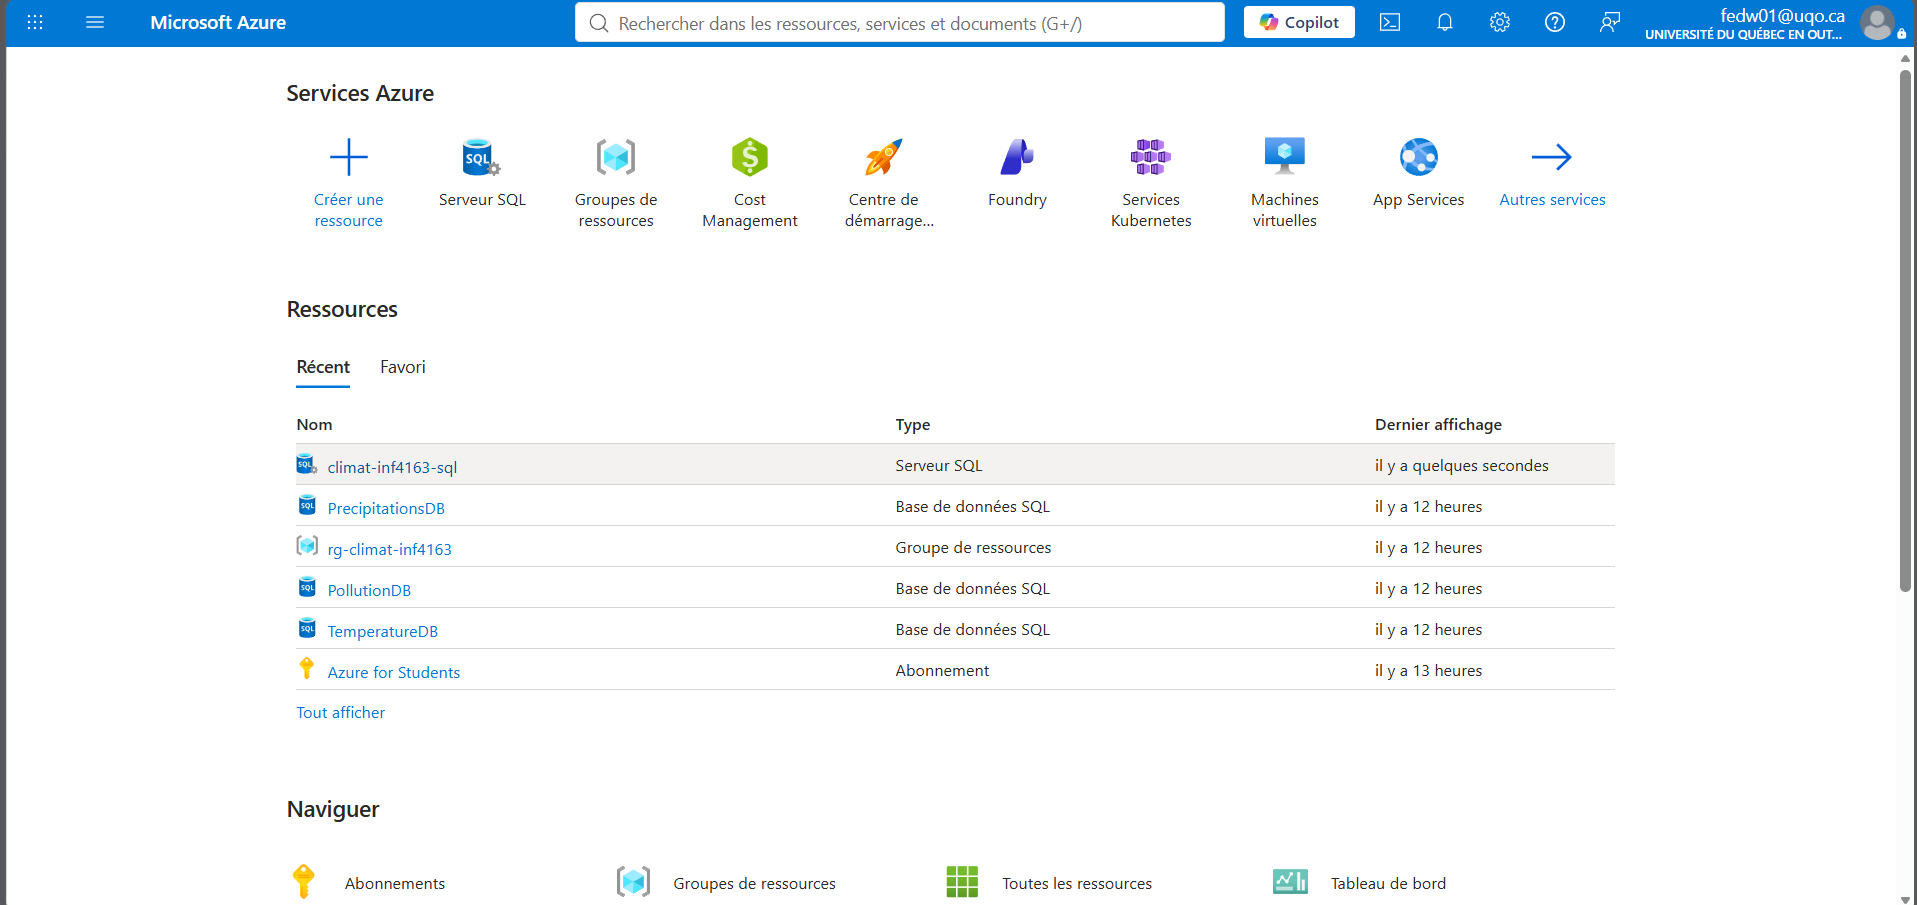 Microsoft Azure
Rechercher dans les ressources, services et documents (G+/)
Copilot
fedw01@uqo.ca
UNIVERSITÉ DU QUÉBEC EN OUT...
Services Azure
Créer une
ressource
SQL
Serveur SQL
Groupes de
ressources
Cost
Management
Centre de
démarrage...
Foundry
Services
Kubernetes
Machines
virtuelles
App Services
Autres services
Ressources
Récent
Favori
Nom Type Dernier affichage
SQL climat-inf4163-sql Serveur SQL il y a quelques secondes
SQL PrecipitationsDB Base de données SQL il y a 12 heures
rg-climat-inf4163 Groupe de ressources il y a 12 heures
SQL PollutionDB Base de données SQL il y a 12 heures
SQL TemperatureDB Base de données SQL il y a 12 heures
Azure for Students Abonnement il y a 13 heures
Tout afficher
Naviguer
Abonnements Groupes de ressources Toutes les ressources Tableau de bord